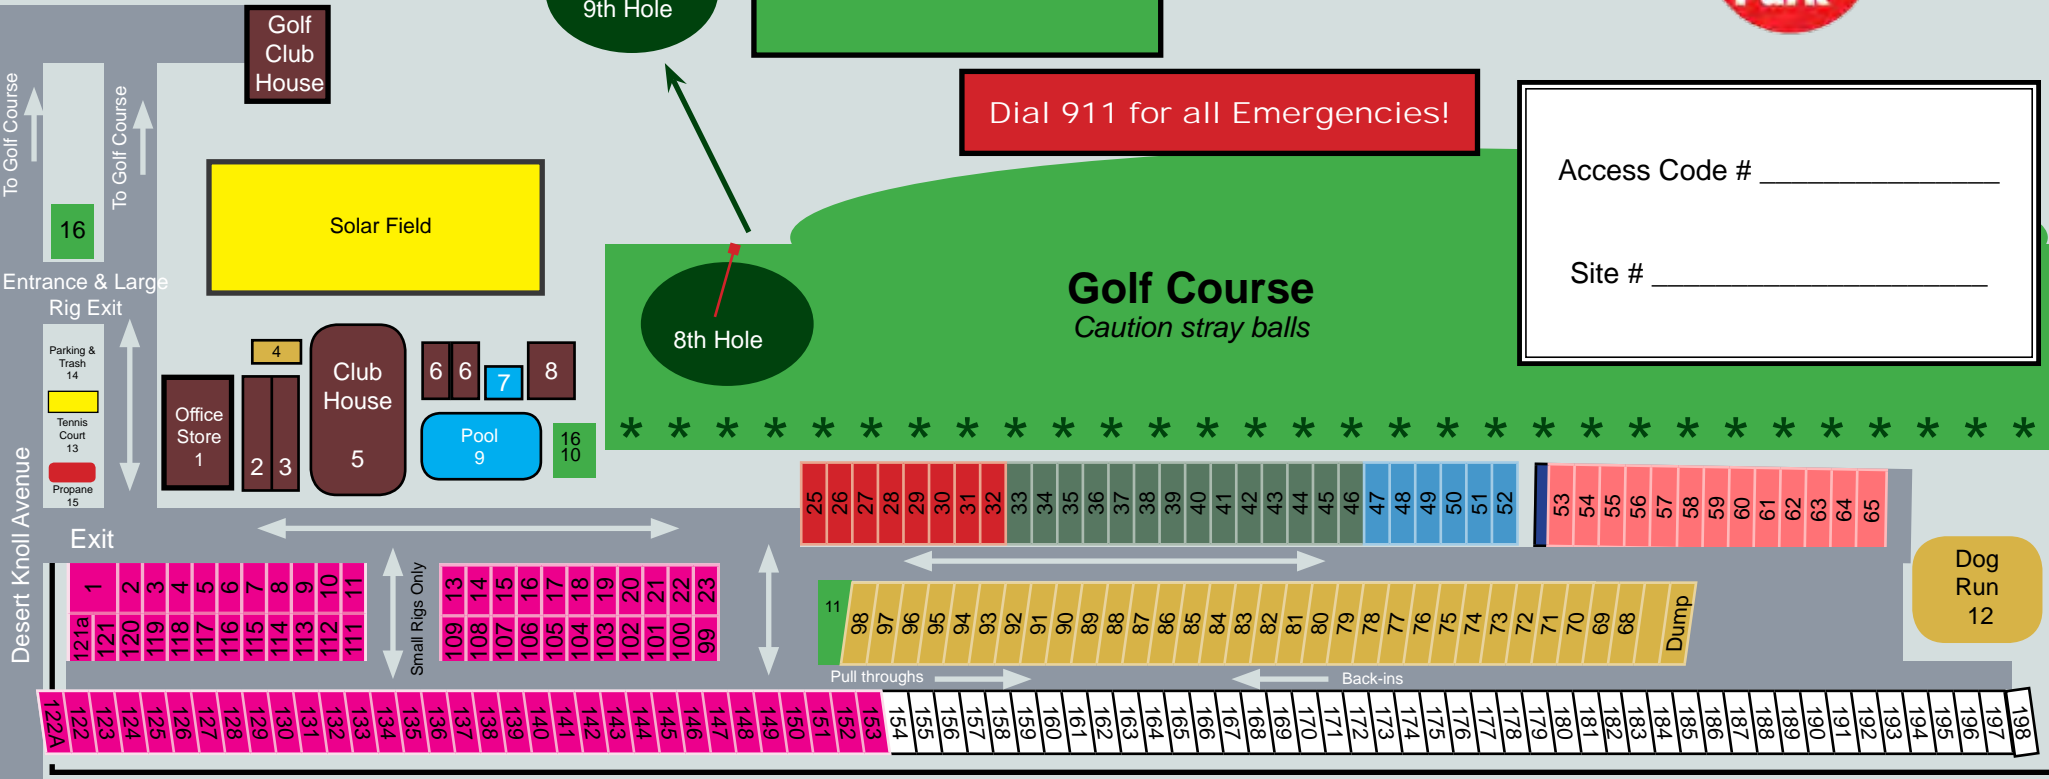 9th Hole
Park
Golf
Club
House
To Golf Course
To Golf Course
Dial 911 for all Emergencies!
Access Code # _______________
Site # _____________________
16
Solar Field
Entrance & Large
Rig Exit
Golf Course
Caution stray balls
8th Hole
Parking &
Trash
14
Tennis
Court
13
Propane
15
4
Office
Store
1
2
3
Club
House
5
6
6
7
8
Pool
9
16
10
* * * * * * * * * * * * * * * * * * * * * * * * * * * * * *
Desert Knoll Avenue
Exit
25 26 27 28 29 30 31 32 33 34 35 36 37 38 39 40 41 42 43 44 45 46 47 48 49 50 51 52
53 54 55 56 57 58 59 60 61 62 63 64 65
Dog
Run
12
1 2 3 4 5 6 7 8 9 10 11
121a 121 120 119 118 117 116 115 114 113 112 111
Small Rigs Only
13 14 15 16 17 18 19 20 21 22 23
109 108 107 106 105 104 103 102 101 100 99
11
98 97 96 95 94 93 92 91 90 89 88 87 86 85 84 83 82 81 80 79 78 77 76 75 74 73 72 71 70 69 68 Dump
Pull throughs
Back-ins
122A 122 123 124 125 126 127 128 129 130 131 132 133 134 135 136 137 138 139 140 141 142 143 144 145 146 147 148 149 150 151 152 153 154 155 156 157 158 159 160 161 162 163 164 165 166 167 168 169 170 171 172 173 174 175 176 177 178 179 180 181 182 183 184 185 186 187 188 189 190 191 192 193 194 195 196 197 198